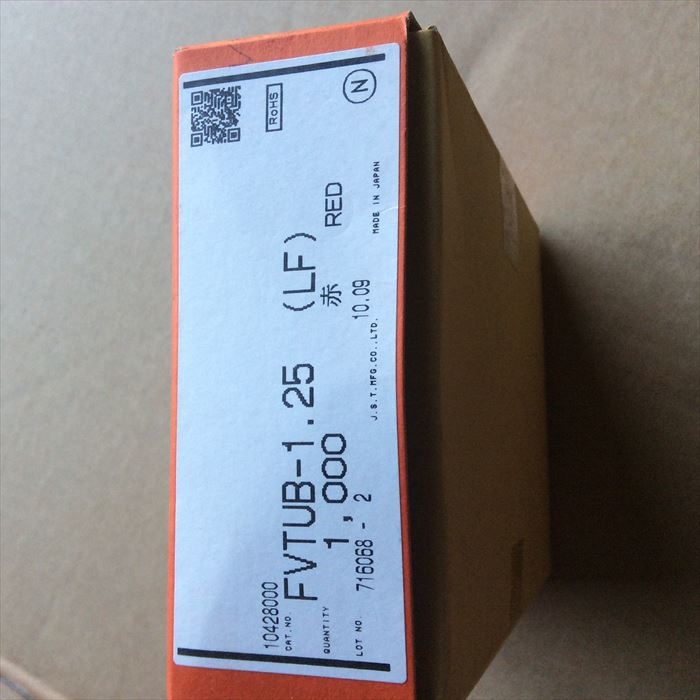 10428000 RoHS
CAT.NO. FVTUB-1.25 (LF)
QUANTITY 1,000 赤 RED
LOT NO. 716068 - 2 10.09 N
J.S.T.MFG.CO.,LTD. MADE IN JAPAN